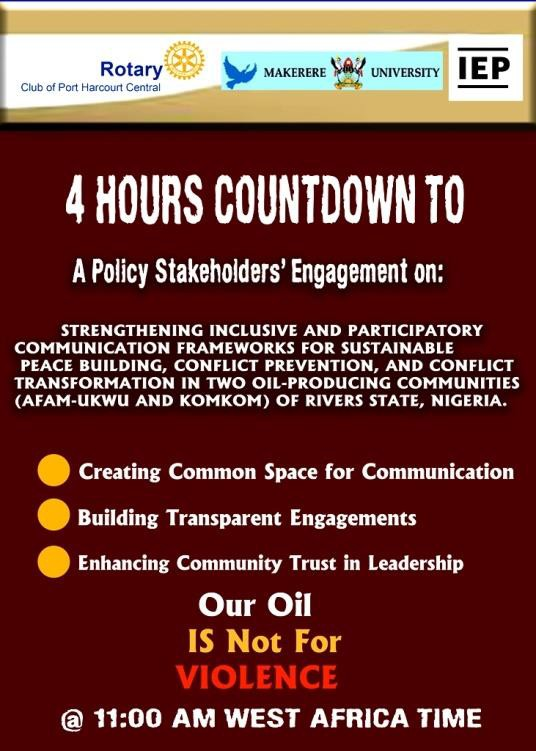 Rotary
Club of Port Harcourt Central
MAKERERE UNIVERSITY
IEP
4 HOURS COUNTDOWN TO
A Policy Stakeholders' Engagement on:
STRENGTHENING INCLUSIVE AND PARTICIPATORY
COMMUNICATION FRAMEWORKS FOR SUSTAINABLE
PEACE BUILDING, CONFLICT PREVENTION, AND CONFLICT
TRANSFORMATION IN TWO OIL-PRODUCING COMMUNITIES
(AFAM-UKWU AND KOMKOM) OF RIVERS STATE, NIGERIA.
Creating Common Space for Communication
Building Transparent Engagements
Enhancing Community Trust in Leadership
Our Oil
IS Not For
VIOLENCE
@ 11:00 AM WEST AFRICA TIME